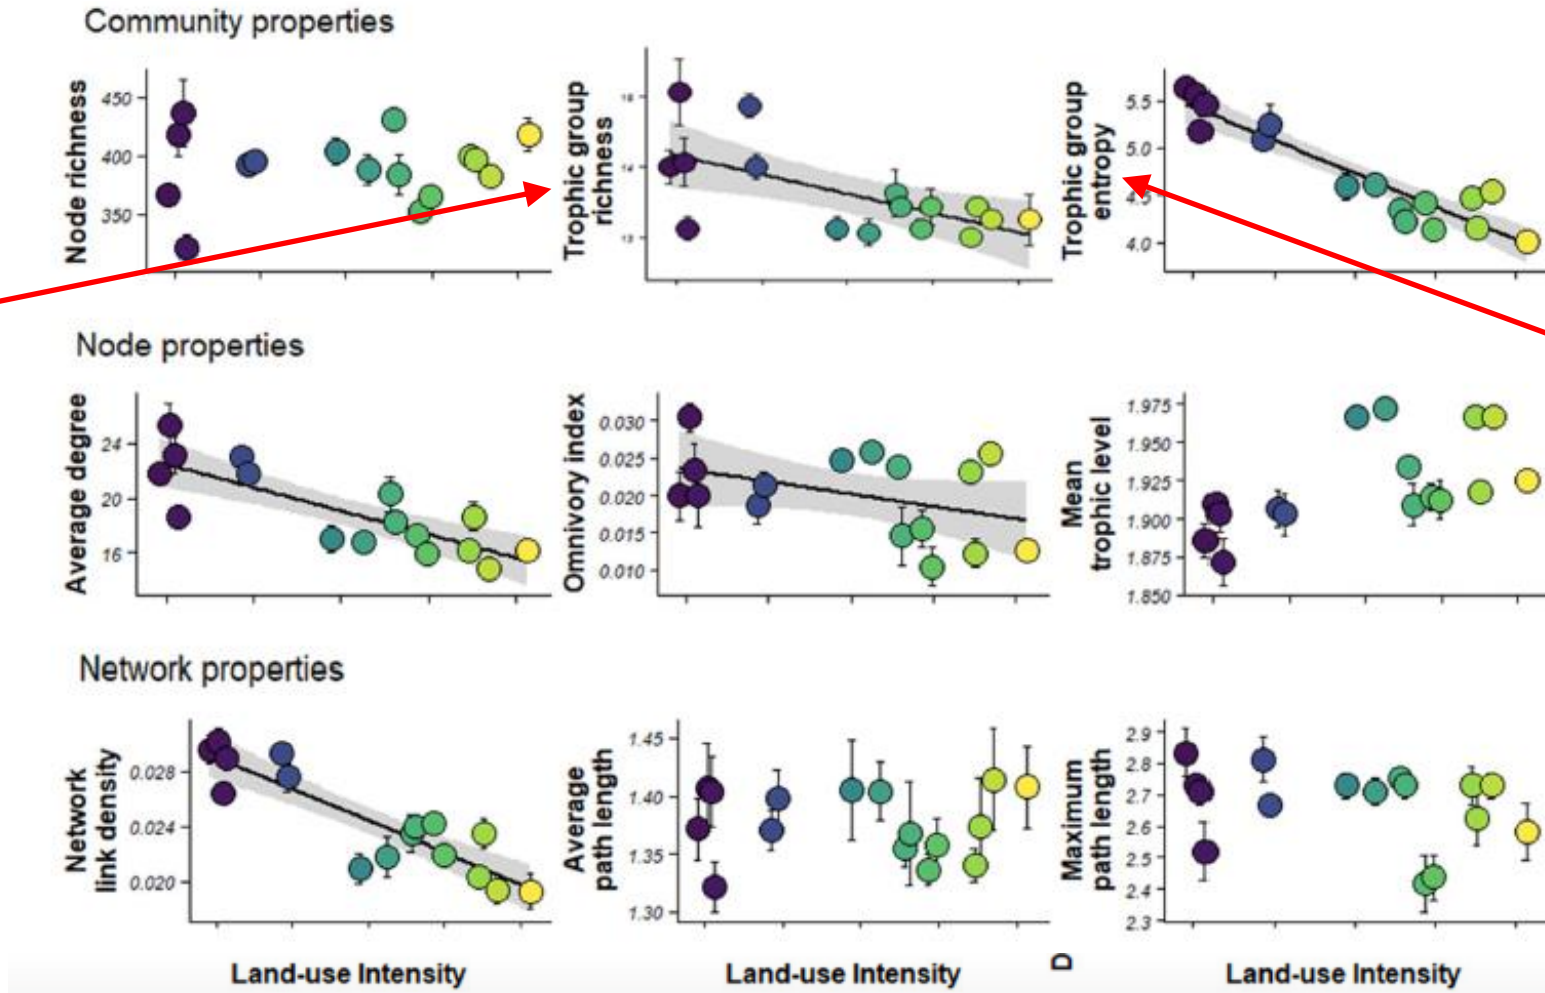 Community properties
Node richness
450
400
350
Trophic group
richness
14
13
Trophic group
entropy
5.5
5.0
4.0
Node properties
Average degree
24
20
16
Omnivory index
0.030
0.025
0.020
0.015
0.010
Mean
trophic level
1.975
1.950
1.925
1.900
1.875
1.850
Network properties
Network
link density
0.028
0.024
0.020
Average
path length
1.45
1.40
1.35
1.30
Maximum
path length
2.9
2.8
2.7
2.6
2.5
2.4
2.3
D
Land-use Intensity
Land-use Intensity
Land-use Intensity